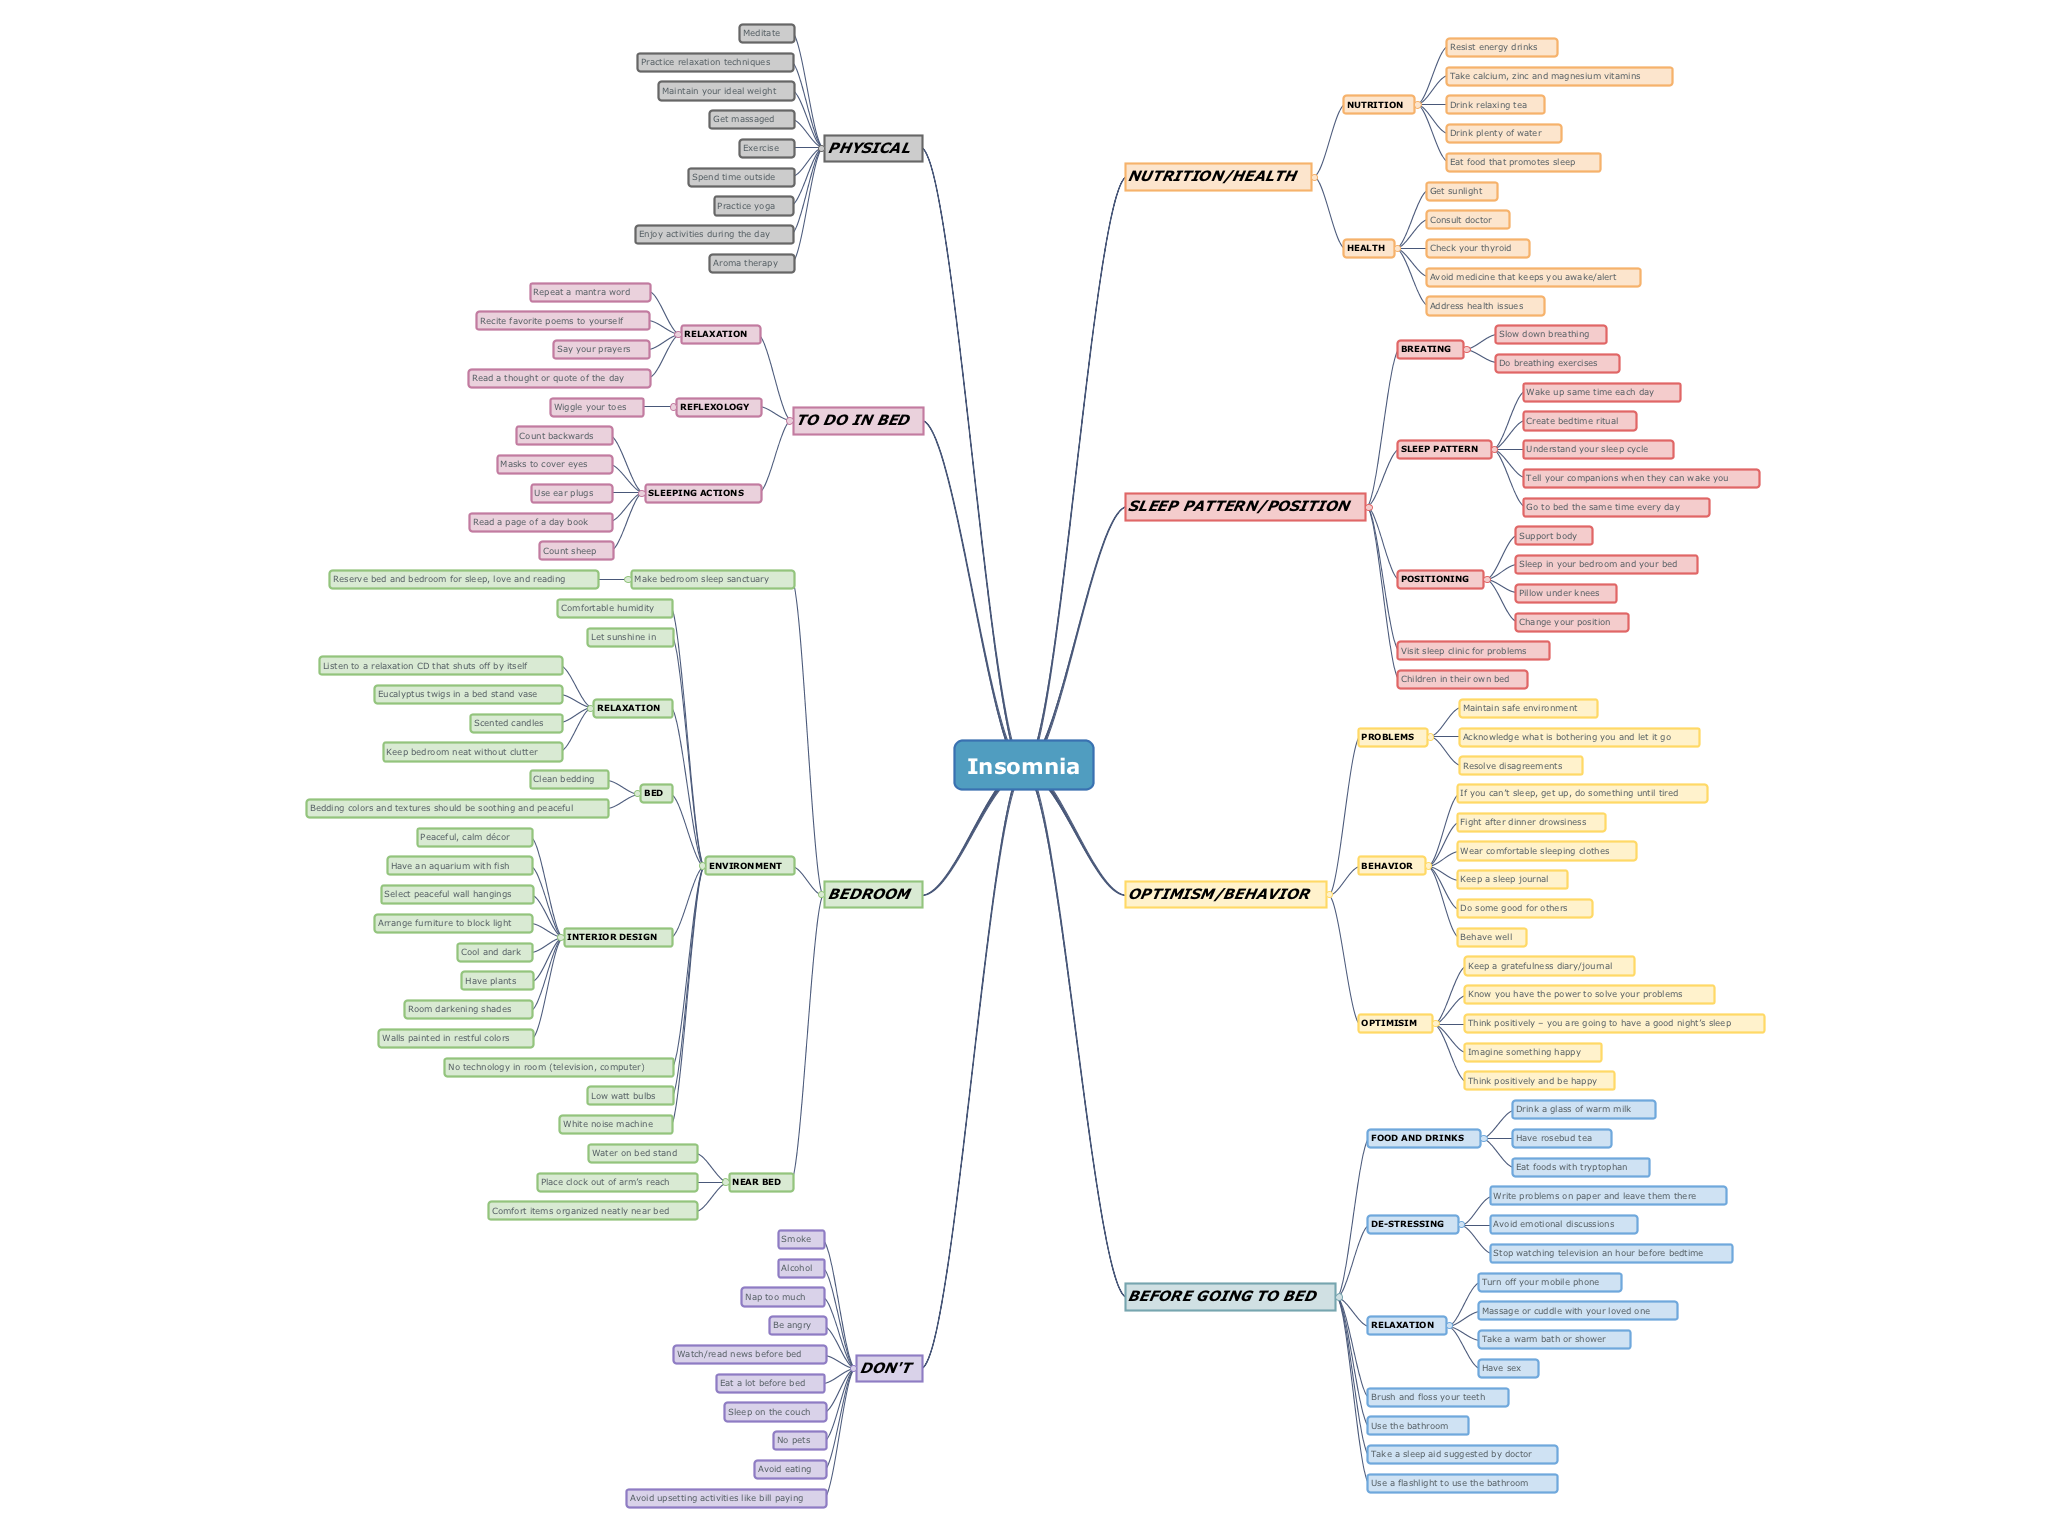 Insomnia
PHYSICAL
Meditate
Practice relaxation techniques
Maintain your ideal weight
Get massaged
Exercise
Spend time outside
Practice yoga
Enjoy activities during the day
Aroma therapy
TO DO IN BED
RELAXATION
Repeat a mantra word
Recite favorite poems to yourself
Say your prayers
Read a thought or quote of the day
REFLEXOLOGY
Wiggle your toes
SLEEPING ACTIONS
Count backwards
Masks to cover eyes
Use ear plugs
Read a page of a day book
Count sheep
BEDROOM
Make bedroom sleep sanctuary
Reserve bed and bedroom for sleep, love and reading
ENVIRONMENT
Comfortable humidity
Let sunshine in
RELAXATION
Listen to a relaxation CD that shuts off by itself
Eucalyptus twigs in a bed stand vase
Scented candles
Keep bedroom neat without clutter
BED
Clean bedding
Bedding colors and textures should be soothing and peaceful
INTERIOR DESIGN
Peaceful, calm décor
Have an aquarium with fish
Select peaceful wall hangings
Arrange furniture to block light
Cool and dark
Have plants
Room darkening shades
Walls painted in restful colors
No technology in room (television, computer)
Low watt bulbs
White noise machine
NEAR BED
Water on bed stand
Place clock out of arm's reach
Comfort items organized neatly near bed
DON'T
Smoke
Alcohol
Nap too much
Be angry
Watch/read news before bed
Eat a lot before bed
Sleep on the couch
No pets
Avoid eating
Avoid upsetting activities like bill paying
NUTRITION/HEALTH
NUTRITION
Resist energy drinks
Take calcium, zinc and magnesium vitamins
Drink relaxing tea
Drink plenty of water
Eat food that promotes sleep
HEALTH
Get sunlight
Consult doctor
Check your thyroid
Avoid medicine that keeps you awake/alert
Address health issues
SLEEP PATTERN/POSITION
BREATING
Slow down breathing
Do breathing exercises
SLEEP PATTERN
Wake up same time each day
Create bedtime ritual
Understand your sleep cycle
Tell your companions when they can wake you
Go to bed the same time every day
POSITIONING
Support body
Sleep in your bedroom and your bed
Pillow under knees
Change your position
Visit sleep clinic for problems
Children in their own bed
OPTIMISM/BEHAVIOR
PROBLEMS
Maintain safe environment
Acknowledge what is bothering you and let it go
Resolve disagreements
BEHAVIOR
If you can't sleep, get up, do something until tired
Fight after dinner drowsiness
Wear comfortable sleeping clothes
Keep a sleep journal
Do some good for others
Behave well
OPTIMISIM
Keep a gratefulness diary/journal
Know you have the power to solve your problems
Think positively – you are going to have a good night's sleep
Imagine something happy
Think positively and be happy
BEFORE GOING TO BED
FOOD AND DRINKS
Drink a glass of warm milk
Have rosebud tea
Eat foods with tryptophan
DE-STRESSING
Write problems on paper and leave them there
Avoid emotional discussions
Stop watching television an hour before bedtime
RELAXATION
Turn off your mobile phone
Massage or cuddle with your loved one
Take a warm bath or shower
Have sex
Brush and floss your teeth
Use the bathroom
Take a sleep aid suggested by doctor
Use a flashlight to use the bathroom